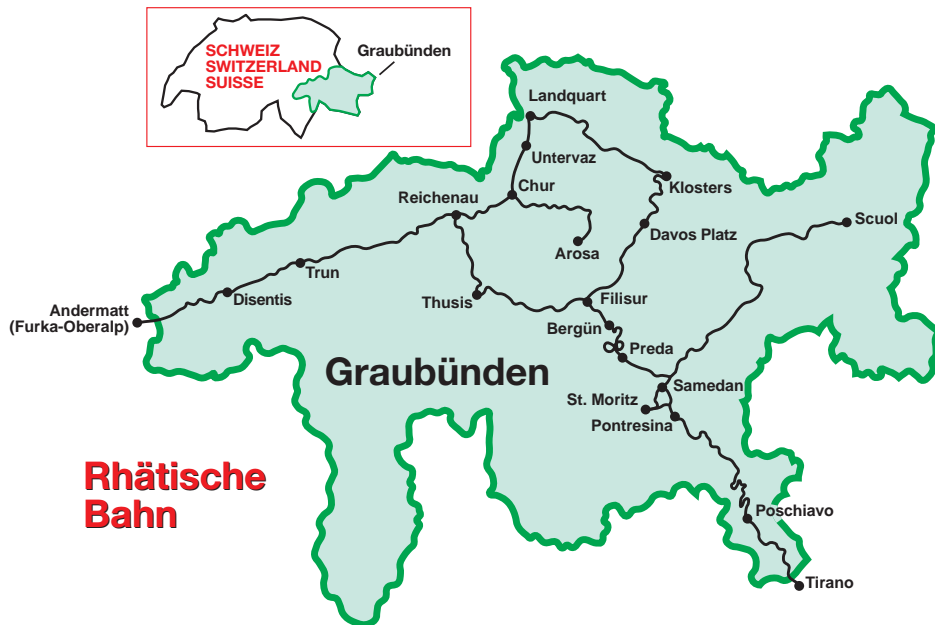 SCHWEIZ
SWITZERLAND
SUISSE
Graubünden
Landquart
Untervaz
Klosters
Chur
Reichenau
Scuol
Davos Platz
Arosa
Trun
Disentis
Thusis
Filisur
Andermatt
(Furka-Oberalp)
Bergün
Preda
Graubünden
Samedan
St. Moritz
Pontresina
Rhätische
Bahn
Poschiavo
Tirano